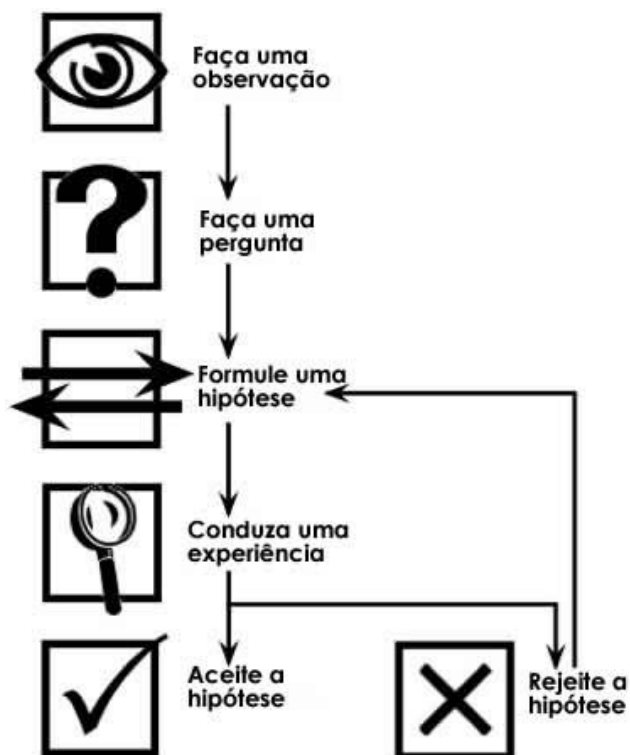 Faça uma
observação
Faça uma
pergunta
Formule uma
hipótese
Conduza uma
experiência
Aceite a
hipótese
Rejeite a
hipótese